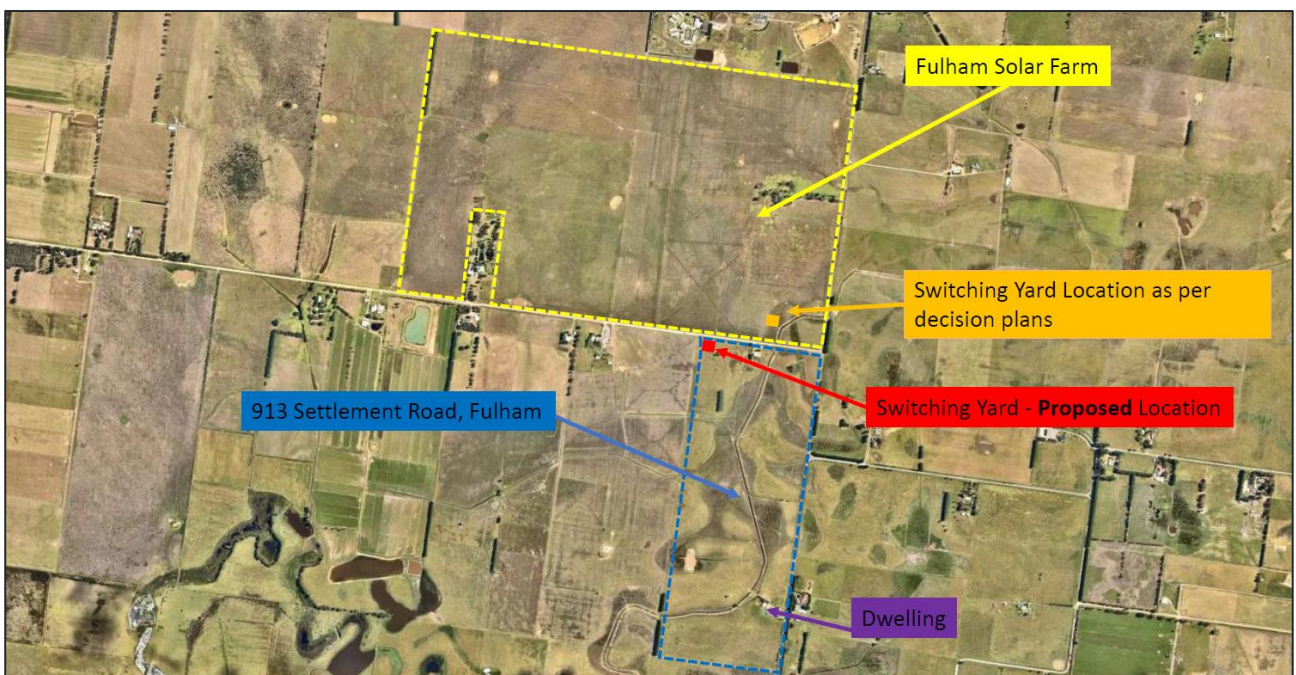 Fulham Solar Farm
Switching Yard Location as per
decision plans
Switching Yard - Proposed Location
913 Settlement Road, Fulham
Dwelling